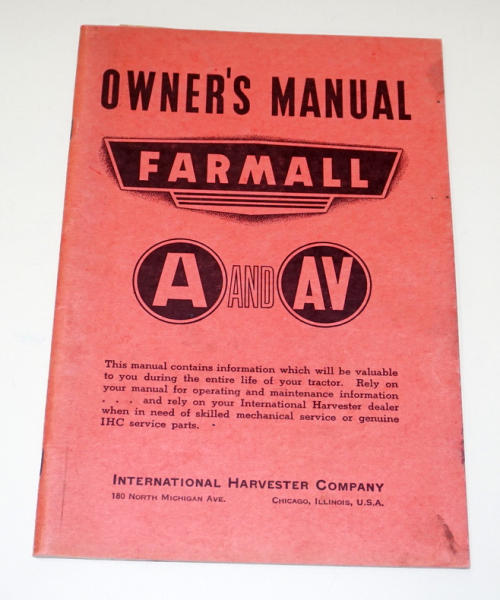 OWNER'S MANUAL
FARMALL
A AND AV
This manual contains information which will be valuable
to you during the entire life of your tractor. Rely on
your manual for operating and maintenance information
. . . and rely on your International Harvester dealer
when in need of skilled mechanical service or genuine
IHC service parts.
INTERNATIONAL HARVESTER COMPANY
180 NORTH MICHIGAN AVE. CHICAGO, ILLINOIS, U.S.A.